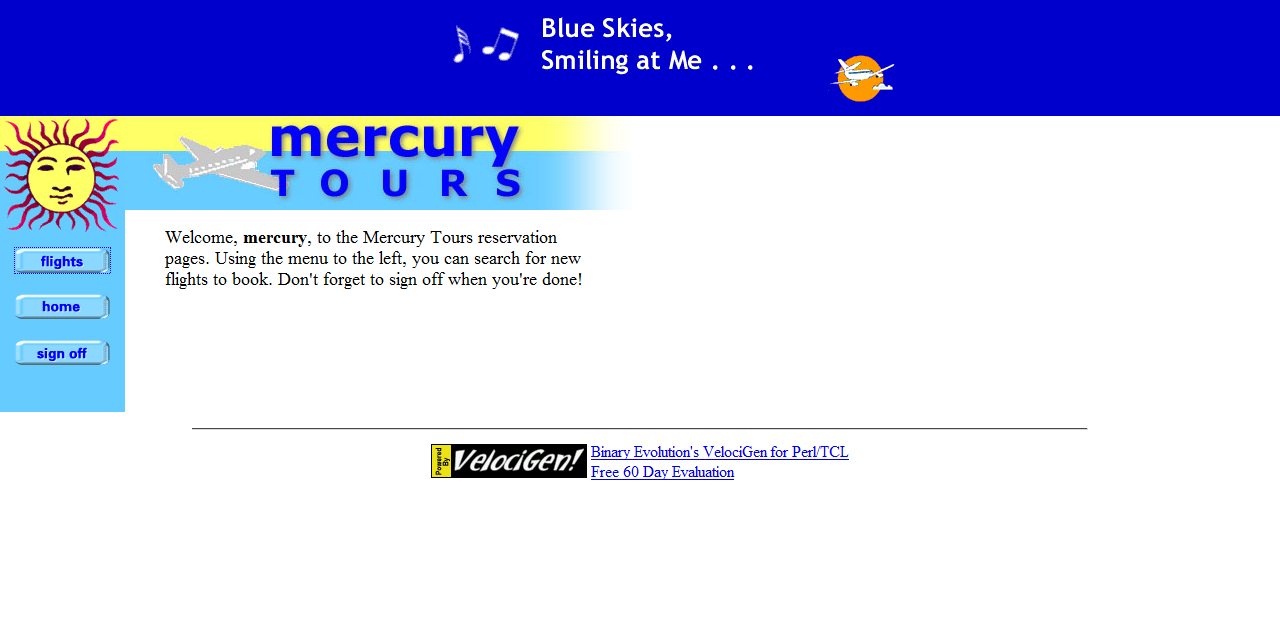 Blue Skies,
Smiling at Me . . .
mercury
TOURS
flights
home
sign off
Welcome, mercury, to the Mercury Tours reservation
pages. Using the menu to the left, you can search for new
flights to book. Don't forget to sign off when you're done!
Powered
By
VelociGen!
Binary Evolution's VelociGen for Perl/TCL
Free 60 Day Evaluation